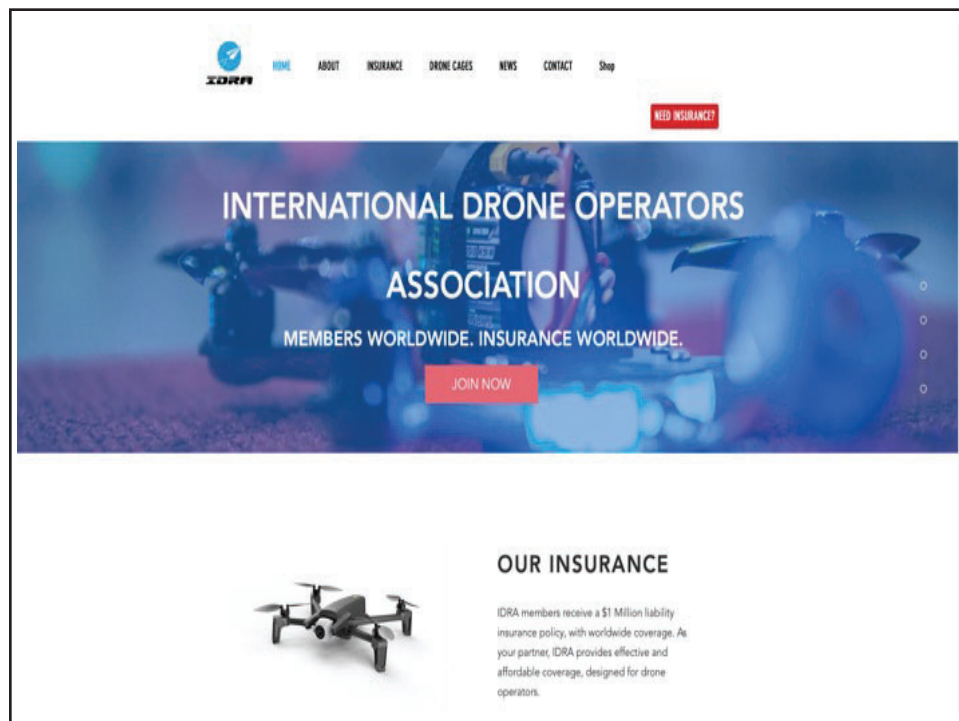 IDRA
HOME ABOUT INSURANCE DRONE CAGES NEWS CONTACT Shop
NEED INSURANCE?
INTERNATIONAL DRONE OPERATORS
ASSOCIATION
MEMBERS WORLDWIDE. INSURANCE WORLDWIDE.
JOIN NOW
OUR INSURANCE
IDRA members receive a $1 Million liability
insurance policy, with worldwide coverage. As
your partner, IDRA provides effective and
affordable coverage, designed for drone
operators.